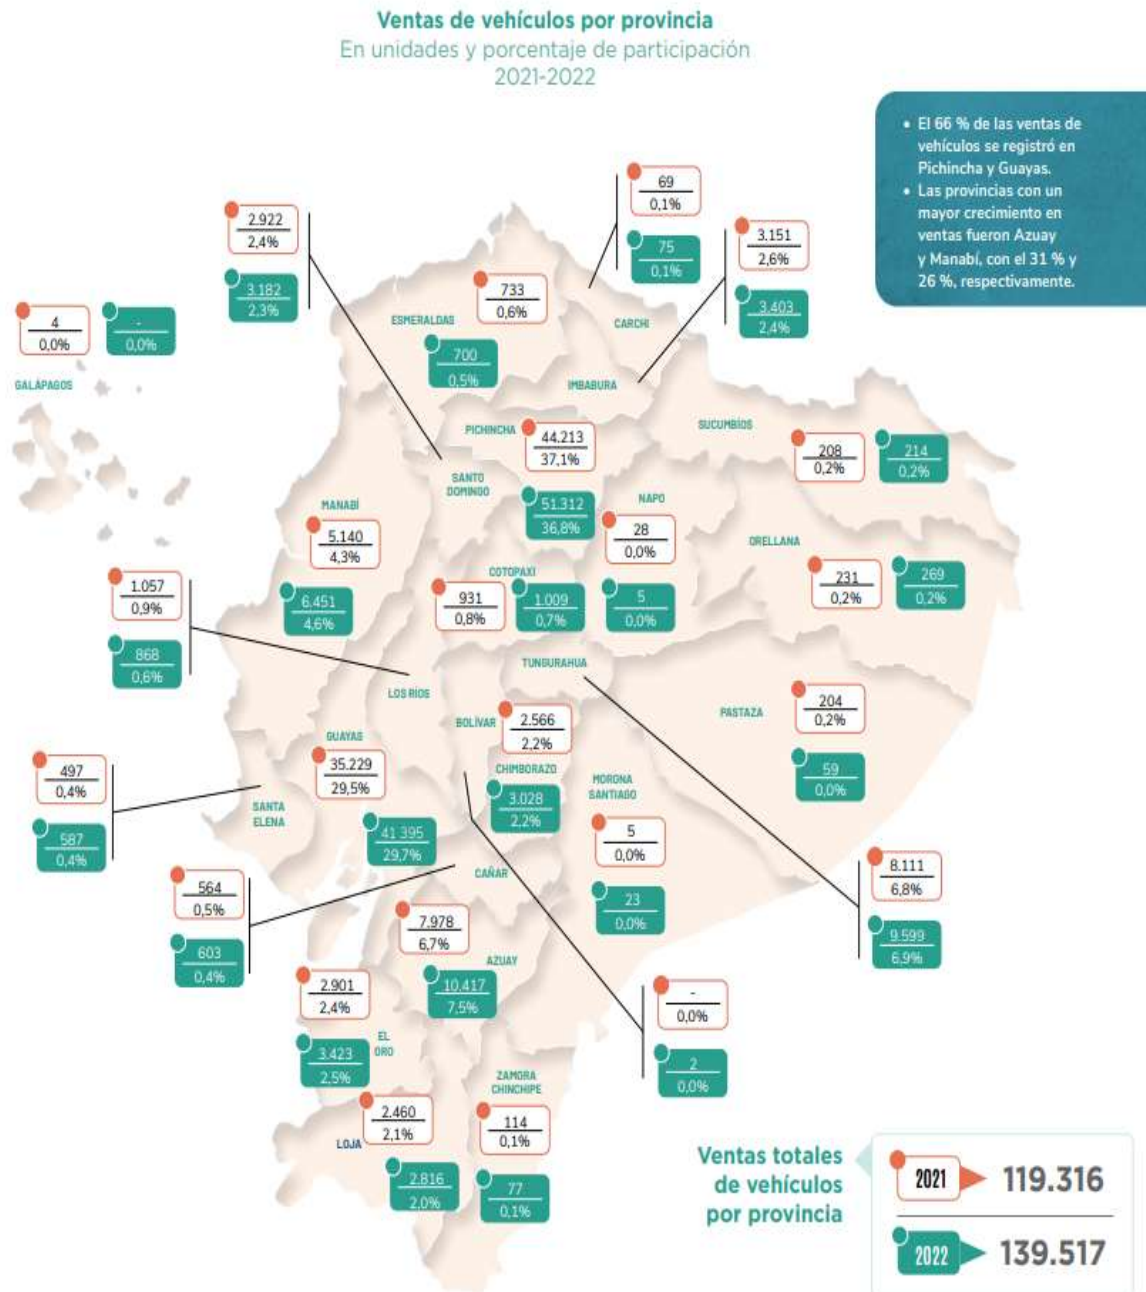 Ventas de vehículos por provincia
En unidades y porcentaje de participación
2021-2022
• El 66 % de las ventas de
vehículos se registró en
Pichincha y Guayas.
• Las provincias con un
mayor crecimiento en
ventas fueron Azuay
y Manabí, con el 31 % y
26 %, respectivamente.
69
0,1%
75
0,1%
2.922
2,4%
3.182
2,3%
3.151
2,6%
3.403
2,4%
733
0,6%
ESMERALDAS
700
0,5%
CARCHI
4
0,0%
-
0,0%
GALÁPAGOS
IMBABURA
PICHINCHA
44.213
37,1%
51.312
36,8%
SUCUMBÍOS
208
0,2%
214
0,2%
SANTO
DOMINGO
MANABÍ
5.140
4,3%
6.451
4,6%
NAPO
28
0,0%
5
0,0%
ORELLANA
231
0,2%
269
0,2%
COTOPAXI
931
0,8%
1.009
0,7%
1.057
0,9%
868
0,6%
TUNGURAHUA
LOS RÍOS
BOLÍVAR
2.566
2,2%
CHIMBORAZO
3.028
2,2%
PASTAZA
204
0,2%
59
0,0%
GUAYAS
35.229
29,5%
41 395
29,7%
497
0,4%
587
0,4%
SANTA
ELENA
MORONA
SANTIAGO
5
0,0%
23
0,0%
CAÑAR
564
0,5%
603
0,4%
8.111
6,8%
9.599
6,9%
7.978
6,7%
AZUAY
10.417
7,5%
2.901
2,4%
3.423
2,5%
EL
ORO
-
0,0%
2
0,0%
ZAMORA
CHINCHIPE
114
0,1%
77
0,1%
LOJA
2.460
2,1%
2.816
2,0%
Ventas totales
de vehículos
por provincia
2021 119.316
2022 139.517